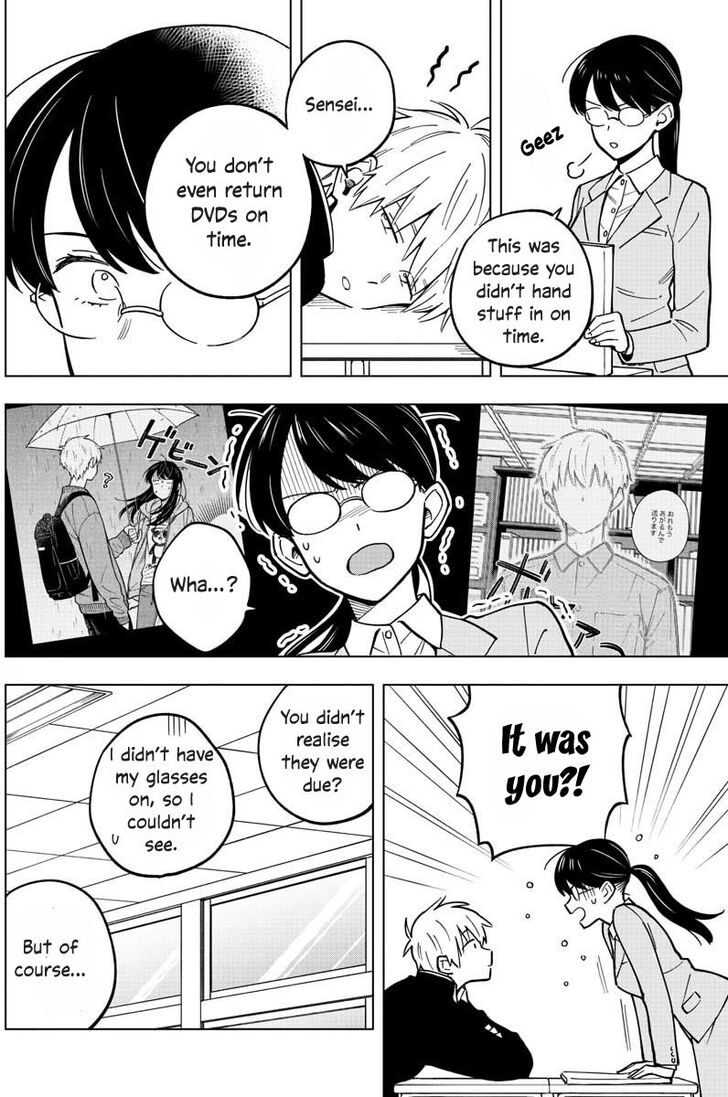 Geez
This was
because you
didn't hand
stuff in on
time.
Sensei...
You don't
even return
DVDs on
time.
おれもう
あがるんで
送ります
Wha...?
?
ゲビーン
It was
you?!
You didn't
realise
they were
due?
I didn't have
my glasses
on, so I
couldn't
see.
But of
course...